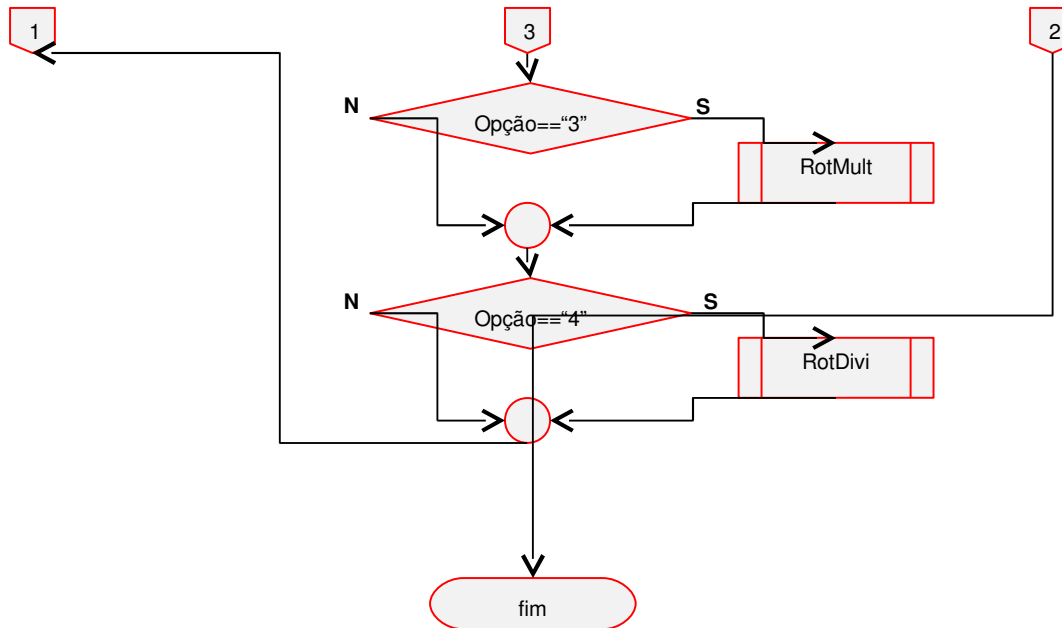 1
3
2
N
S
Opção==“3”
RotMult
N
S
Opção==“4”
RotDivi
fim